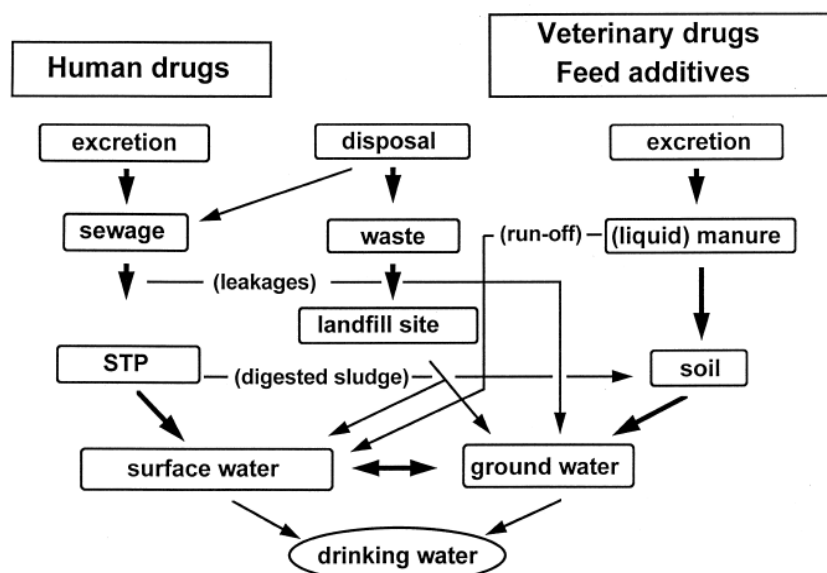 Human drugs
Veterinary drugs
Feed additives
excretion
disposal
excretion
sewage
waste
(run-off)
(liquid) manure
(leakages)
landfill site
STP
(digested sludge)
soil
surface water
ground water
drinking water